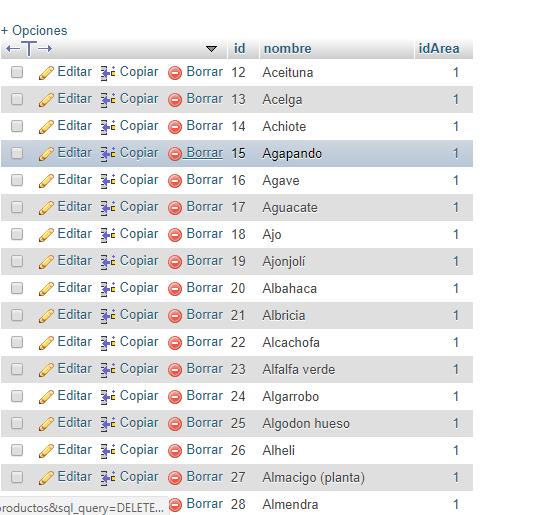 + Opciones
id nombre idArea
Editar Copiar Borrar 12 Aceituna 1
Editar Copiar Borrar 13 Acelga 1
Editar Copiar Borrar 14 Achiote 1
Editar Copiar Borrar 15 Agapando 1
Editar Copiar Borrar 16 Agave 1
Editar Copiar Borrar 17 Aguacate 1
Editar Copiar Borrar 18 Ajo 1
Editar Copiar Borrar 19 Ajonjolí 1
Editar Copiar Borrar 20 Albahaca 1
Editar Copiar Borrar 21 Albricia 1
Editar Copiar Borrar 22 Alcachofa 1
Editar Copiar Borrar 23 Alfalfa verde 1
Editar Copiar Borrar 24 Algarrobo 1
Editar Copiar Borrar 25 Algodon hueso 1
Editar Copiar Borrar 26 Alheli 1
Editar Copiar Borrar 27 Almacigo (planta) 1
roductos&sql_query=DELETE... Borrar 28 Almendra 1